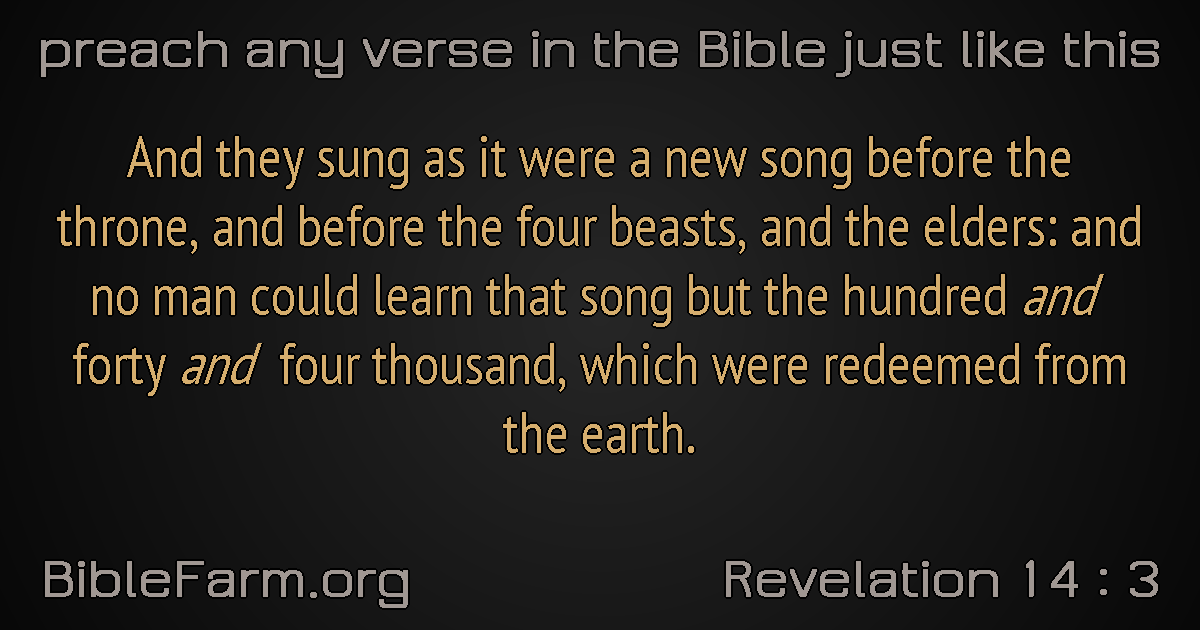 preach any verse in the Bible just like this
And they sung as it were a new song before the
throne, and before the four beasts, and the elders: and
no man could learn that song but the hundred and
forty and four thousand, which were redeemed from
the earth.
BibleFarm.org
Revelation 14 : 3